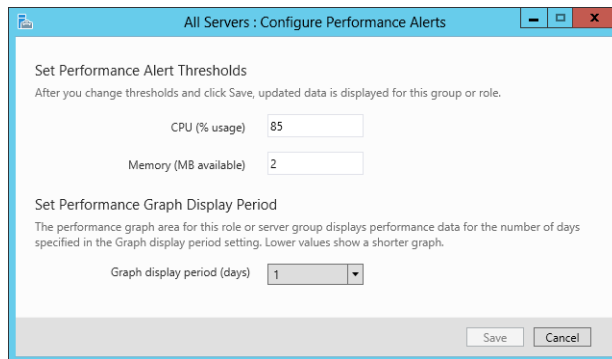 All Servers : Configure Performance Alerts
Set Performance Alert Thresholds
After you change thresholds and click Save, updated data is displayed for this group or role.
CPU (% usage) 85
Memory (MB available) 2
Set Performance Graph Display Period
The performance graph area for this role or server group displays performance data for the number of days
specified in the Graph display period setting. Lower values show a shorter graph.
Graph display period (days) 1
Save Cancel